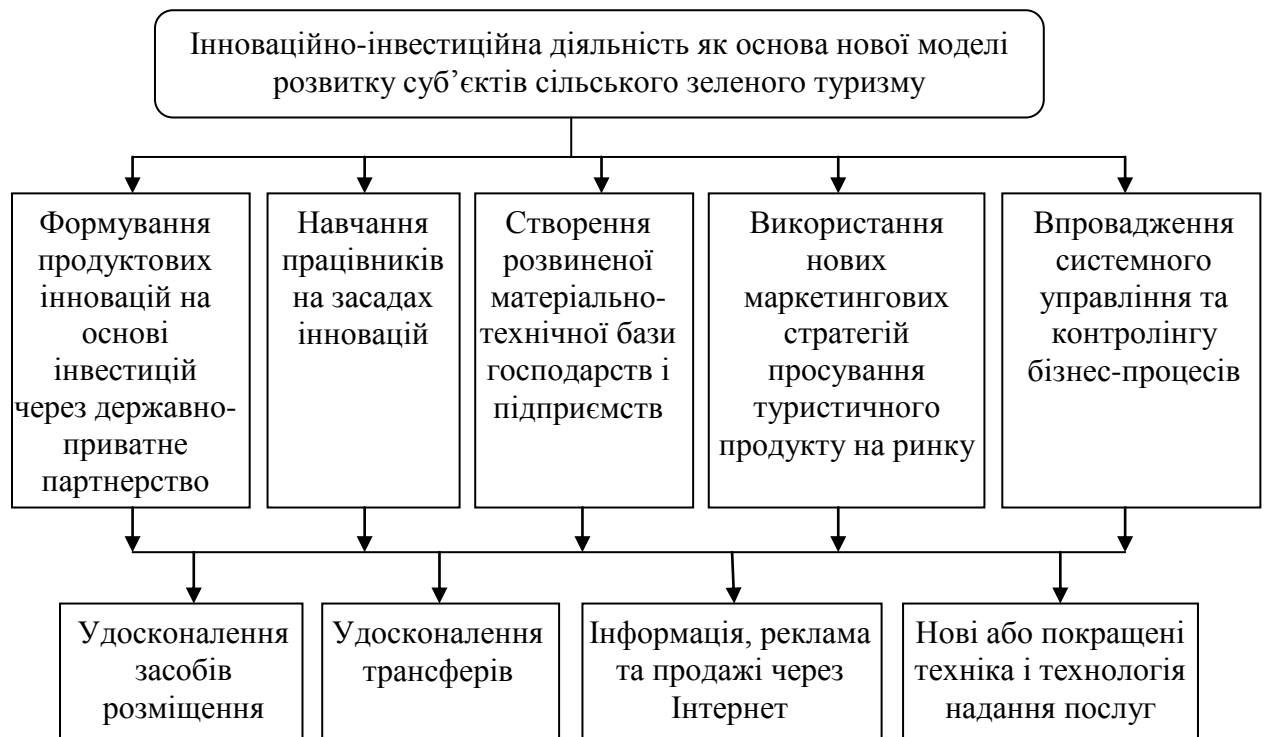 Інноваційно-інвестиційна діяльність як основа нової моделі
розвитку суб’єктів сільського зеленого туризму
Формування
продуктових
інновацій на
основі
інвестицій
через державно-
приватне
партнерство
Навчання
працівників
на засадах
інновацій
Створення
розвиненої
матеріально-
технічної бази
господарств і
підприємств
Використання
нових
маркетингових
стратегій
просування
туристичного
продукту на ринку
Впровадження
системного
управління та
контролінгу
бізнес-процесів
Удосконалення
засобів
розміщення
Удосконалення
трансферів
Інформація, реклама
та продажі через
Інтернет
Нові або покращені
техніка і технологія
надання послуг